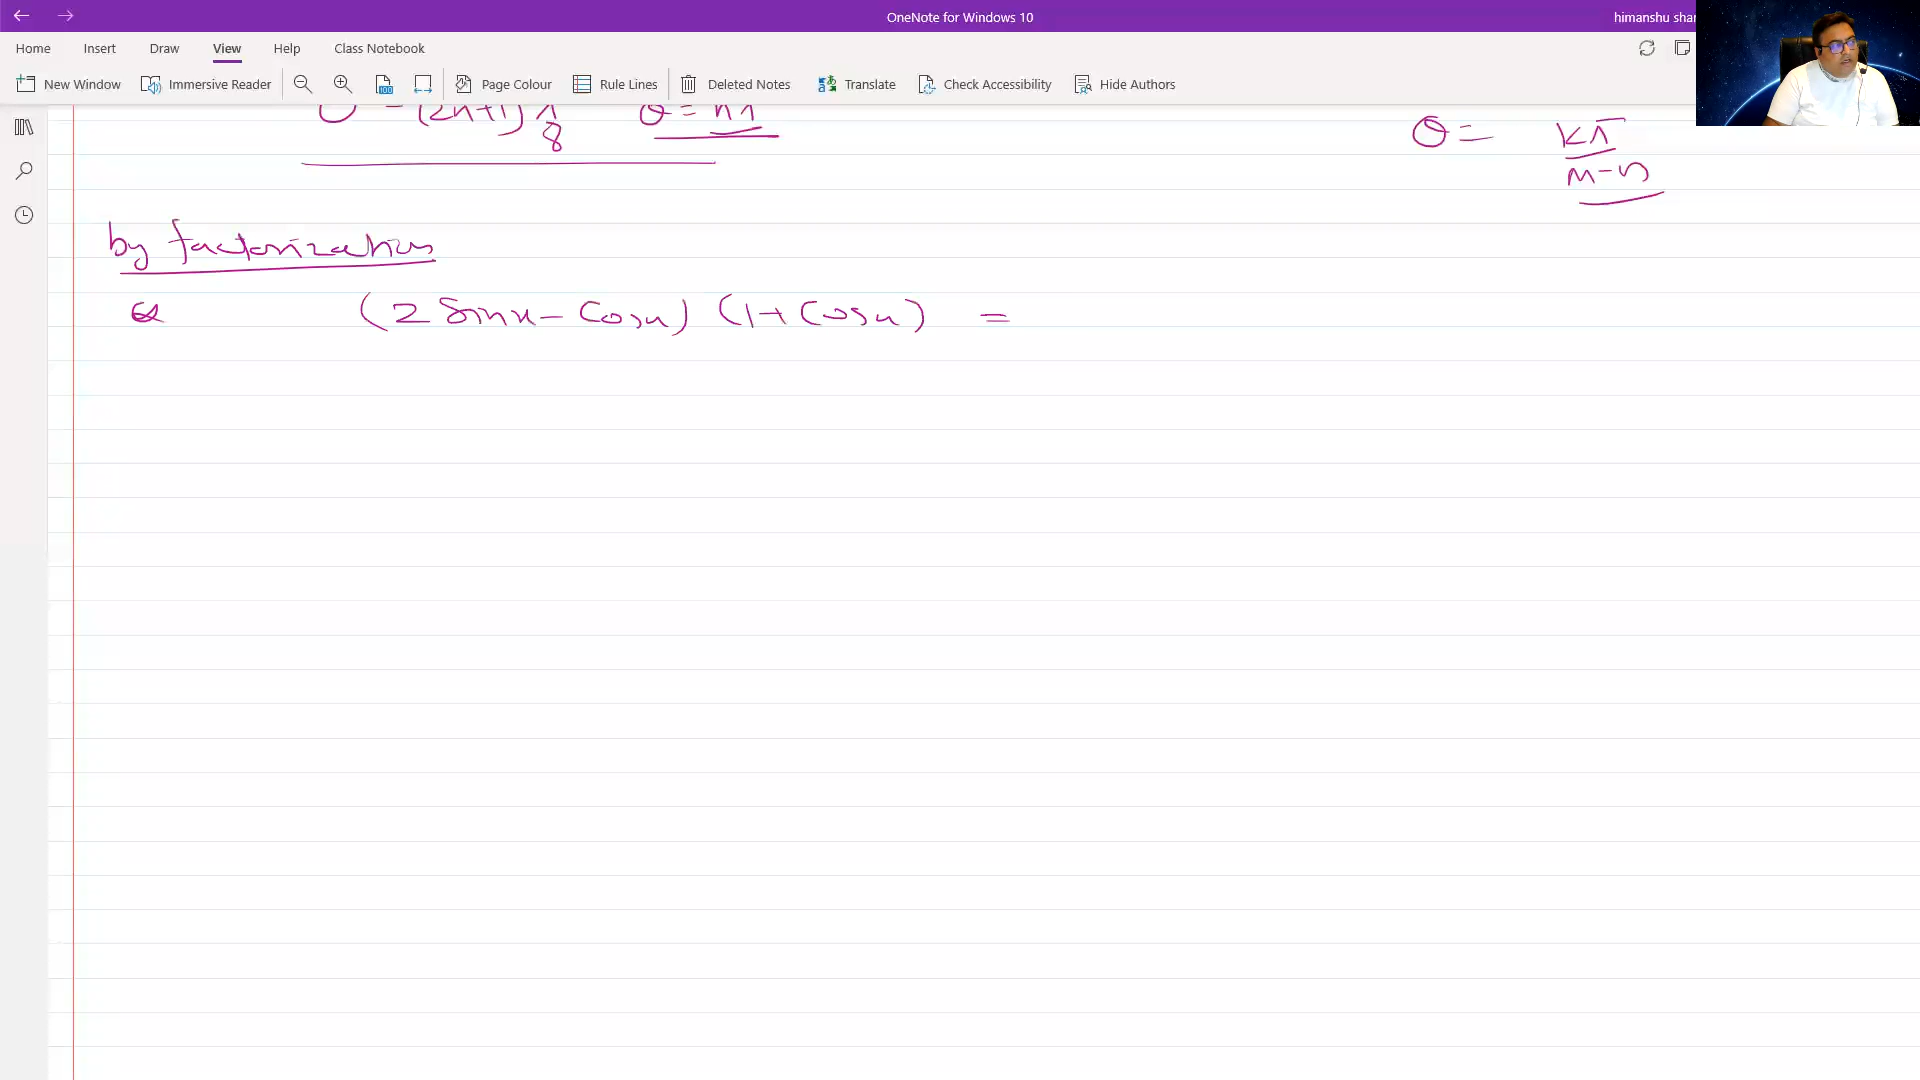 OneNote for Windows 10
himanshu shar
Home Insert Draw View Help Class Notebook
New Window Immersive Reader 100 Page Colour Rule Lines Deleted Notes Translate Check Accessibility Hide Authors
θ = (2n+1) π/8 θ = nπ
θ = kπ/m-n
by factorization
Q (2 Sinx - Cosx) (1+ Cosx) =